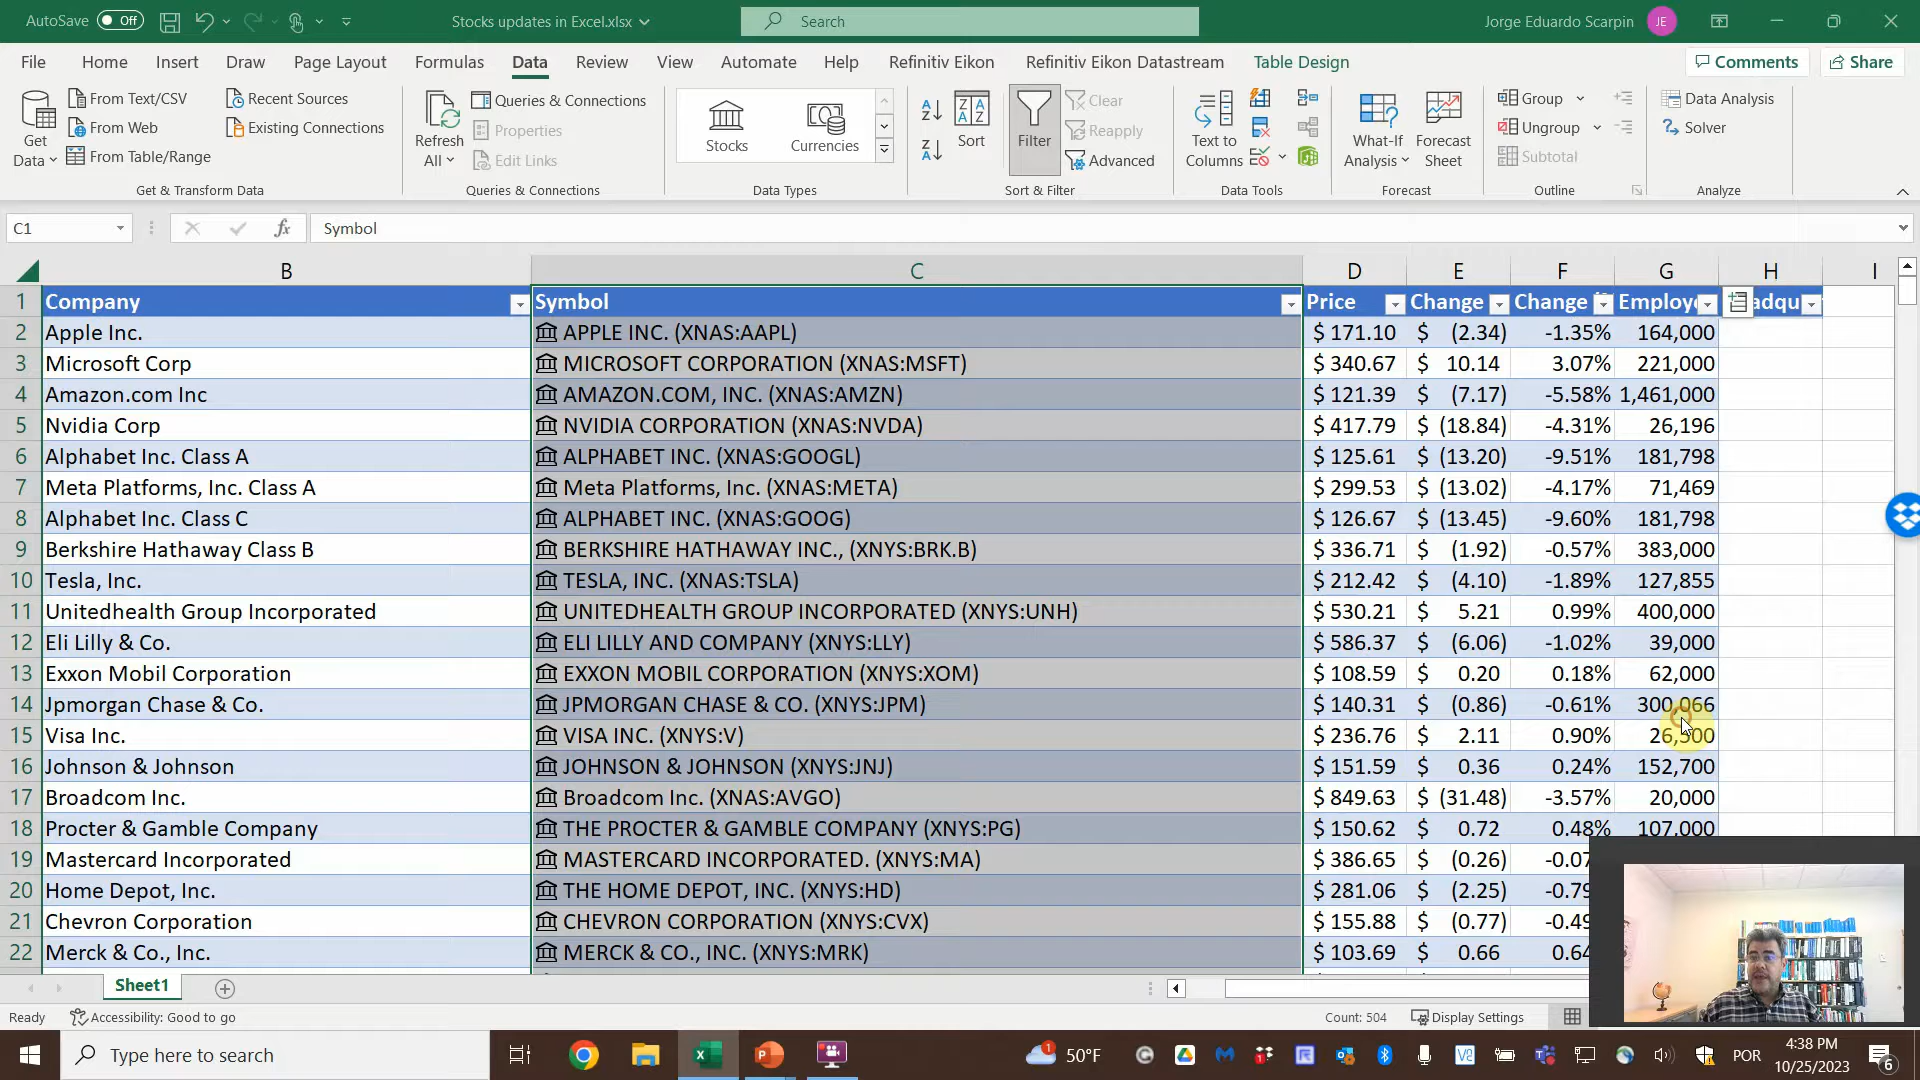 AutoSave Off Stocks updates in Excel.xlsx Search Jorge Eduardo Scarpin JE
File Home Insert Draw Page Layout Formulas Data Review View Automate Help Refinitiv Eikon Refinitiv Eikon Datastream Table Design Comments Share
Get Data From Text/CSV From Web From Table/Range Recent Sources Existing Connections
Refresh All Queries & Connections Properties Edit Links
Stocks Currencies
Sort Filter Clear Reapply Advanced
Text to Columns
What-If Analysis Forecast Sheet
Group Ungroup Subtotal
Data Analysis Solver
Get & Transform Data Queries & Connections Data Types Sort & Filter Data Tools Forecast Outline Analyze
C1 fx Symbol
B C D E F G H I
1 Company Symbol Price Change Change Employe adqu
2 Apple Inc. APPLE INC. (XNAS:AAPL) $ 171.10 $ (2.34) -1.35% 164,000
3 Microsoft Corp MICROSOFT CORPORATION (XNAS:MSFT) $ 340.67 $ 10.14 3.07% 221,000
4 Amazon.com Inc AMAZON.COM, INC. (XNAS:AMZN) $ 121.39 $ (7.17) -5.58% 1,461,000
5 Nvidia Corp NVIDIA CORPORATION (XNAS:NVDA) $ 417.79 $ (18.84) -4.31% 26,196
6 Alphabet Inc. Class A ALPHABET INC. (XNAS:GOOGL) $ 125.61 $ (13.20) -9.51% 181,798
7 Meta Platforms, Inc. Class A Meta Platforms, Inc. (XNAS:META) $ 299.53 $ (13.02) -4.17% 71,469
8 Alphabet Inc. Class C ALPHABET INC. (XNAS:GOOG) $ 126.67 $ (13.45) -9.60% 181,798
9 Berkshire Hathaway Class B BERKSHIRE HATHAWAY INC., (XNYS:BRK.B) $ 336.71 $ (1.92) -0.57% 383,000
10 Tesla, Inc. TESLA, INC. (XNAS:TSLA) $ 212.42 $ (4.10) -1.89% 127,855
11 Unitedhealth Group Incorporated UNITEDHEALTH GROUP INCORPORATED (XNYS:UNH) $ 530.21 $ 5.21 0.99% 400,000
12 Eli Lilly & Co. ELI LILLY AND COMPANY (XNYS:LLY) $ 586.37 $ (6.06) -1.02% 39,000
13 Exxon Mobil Corporation EXXON MOBIL CORPORATION (XNYS:XOM) $ 108.59 $ 0.20 0.18% 62,000
14 Jpmorgan Chase & Co. JPMORGAN CHASE & CO. (XNYS:JPM) $ 140.31 $ (0.86) -0.61% 300,066
15 Visa Inc. VISA INC. (XNYS:V) $ 236.76 $ 2.11 0.90% 26,500
16 Johnson & Johnson JOHNSON & JOHNSON (XNYS:JNJ) $ 151.59 $ 0.36 0.24% 152,700
17 Broadcom Inc. Broadcom Inc. (XNAS:AVGO) $ 849.63 $ (31.48) -3.57% 20,000
18 Procter & Gamble Company THE PROCTER & GAMBLE COMPANY (XNYS:PG) $ 150.62 $ 0.72 0.48% 107,000
19 Mastercard Incorporated MASTERCARD INCORPORATED. (XNYS:MA) $ 386.65 $ (0.26) -0.07
20 Home Depot, Inc. THE HOME DEPOT, INC. (XNYS:HD) $ 281.06 $ (2.25) -0.79
21 Chevron Corporation CHEVRON CORPORATION (XNYS:CVX) $ 155.88 $ (0.77) -0.49
22 Merck & Co., Inc. MERCK & CO., INC. (XNYS:MRK) $ 103.69 $ 0.66 0.64
Sheet1
Ready Accessibility: Good to go Count: 504 Display Settings
Type here to search 50°F POR 4:38 PM
10/25/2023 6